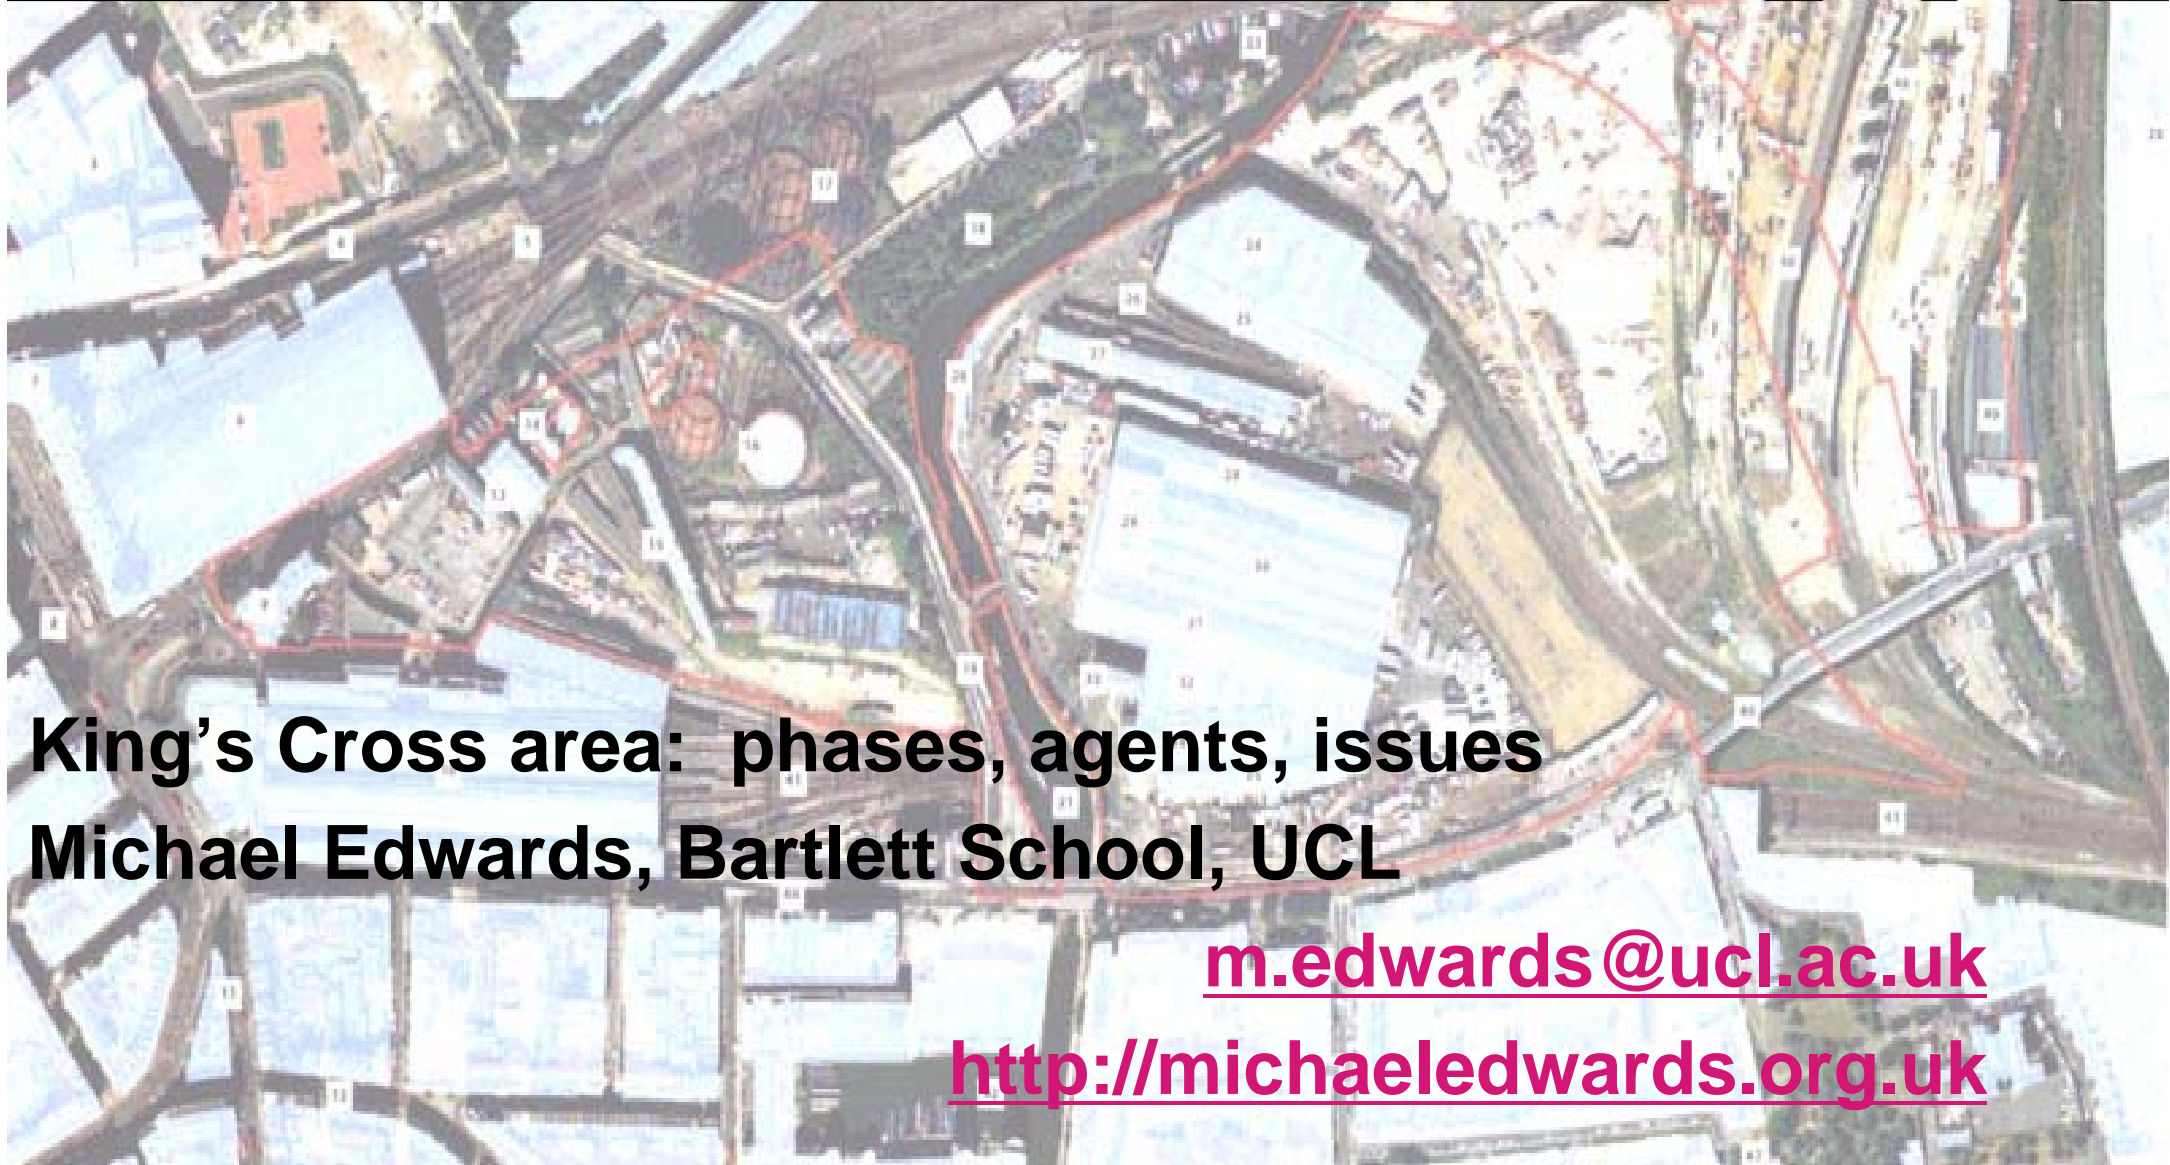 King’s Cross area:  phases, agents, issues
Michael Edwards, Bartlett School, UCL
m.edwards@ucl.ac.uk
http://michaeledwards.org.uk